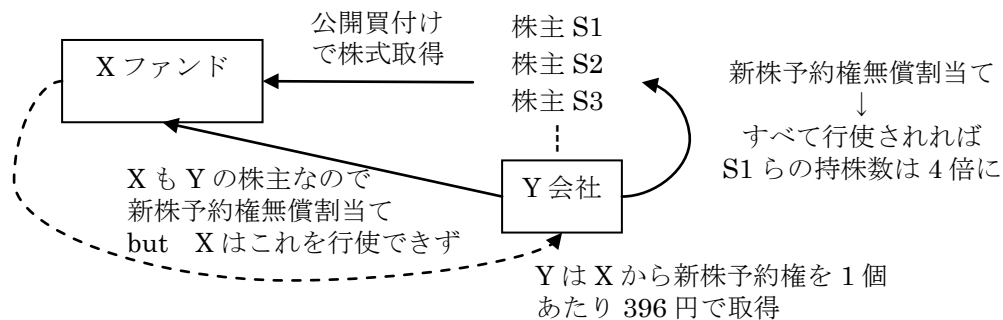 公開買付け
で株式取得
X ファンド
株主 S1
株主 S2
株主 S3
新株予約権無償割当て
↓
すべて行使されれば
S1 らの持株数は 4 倍に
X も Y の株主なので
新株予約権無償割当て
but X はこれを行使できず
Y 会社
Y は X から新株予約権を 1 個
あたり 396 円で取得